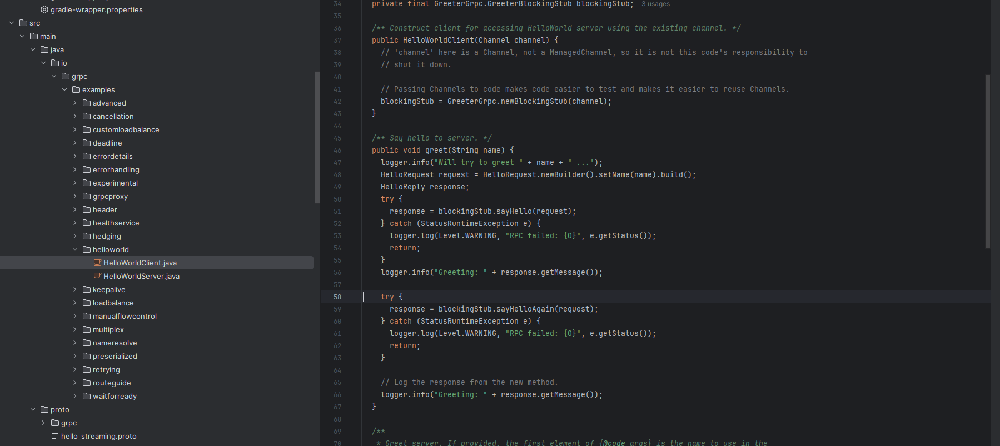 gradle-wrapper.properties
src
main
java
io
grpc
examples
advanced
cancellation
customloadbalance
deadline
errordetails
errorhandling
experimental
grpcproxy
header
healthservice
hedging
helloworld
HelloWorldClient.java
HelloWorldServer.java
keepalive
loadbalance
manualflowcontrol
multiplex
nameresolve
preserialized
retrying
routeguide
waitforready
proto
grpc
hello_streaming.proto
34 private final GreeterGrpc.GreeterBlockingStub blockingStub; 3 usages
35
36 /** Construct client for accessing HelloWorld server using the existing channel. */
37 public HelloWorldClient(Channel channel) {
38 // 'channel' here is a Channel, not a ManagedChannel, so it is not this code's responsibility to
39 // shut it down.
40
41 // Passing Channels to code makes code easier to test and makes it easier to reuse Channels.
42 blockingStub = GreeterGrpc.newBlockingStub(channel);
43 }
44
45 /** Say hello to server. */
46 public void greet(String name) {
47 logger.info("Will try to greet " + name + " ...");
48 HelloRequest request = HelloRequest.newBuilder().setName(name).build();
49 HelloReply response;
50 try {
51 response = blockingStub.sayHello(request);
52 } catch (StatusRuntimeException e) {
53 logger.log(Level.WARNING, "RPC failed: {0}", e.getStatus());
54 return;
55 }
56 logger.info("Greeting: " + response.getMessage());
57
58 try {
59 response = blockingStub.sayHelloAgain(request);
60 } catch (StatusRuntimeException e) {
61 logger.log(Level.WARNING, "RPC failed: {0}", e.getStatus());
62 return;
63 }
64
65 // Log the response from the new method.
66 logger.info("Greeting: " + response.getMessage());
67 }
68
69 /**
70 * Greet server. If provided, the first element of {@code args} is the name to use in the